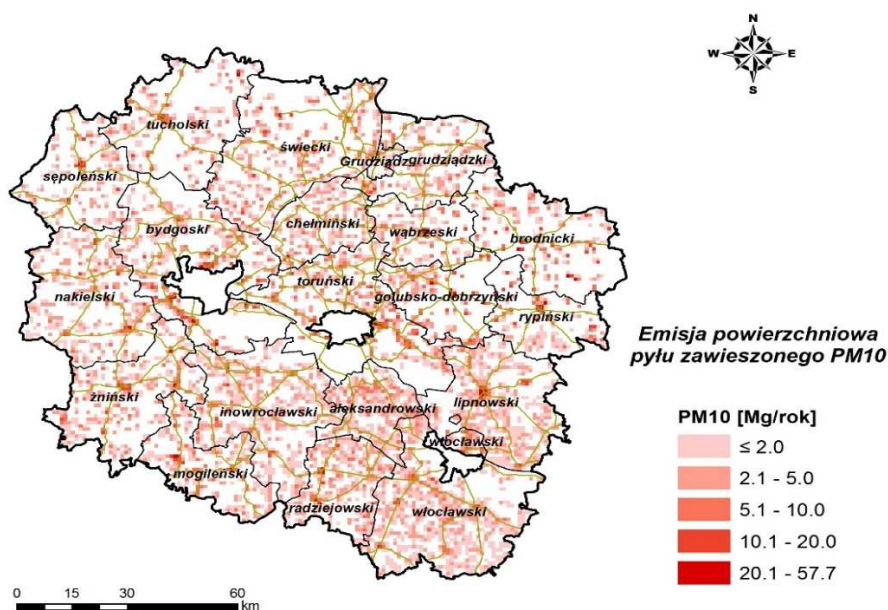 N
W E
S
tucholski
świecki
Grudziądz grudziądzki
sępoleński
bydgoski
chełmiński
wąbrzeski
brodnicki
nakielski
toruński
golubsko-dobrzyński
rypiński
Emisja powierzchniowa
pyłu zawieszonego PM10
żniński
inowrocławski
aleksandrowski
lipnowski
PM10 [Mg/rok]
≤ 2.0
włocławski
mogileński
2.1 - 5.0
radziejowski
włocławski
5.1 - 10.0
10.1 - 20.0
20.1 - 57.7
0 15 30 60
km